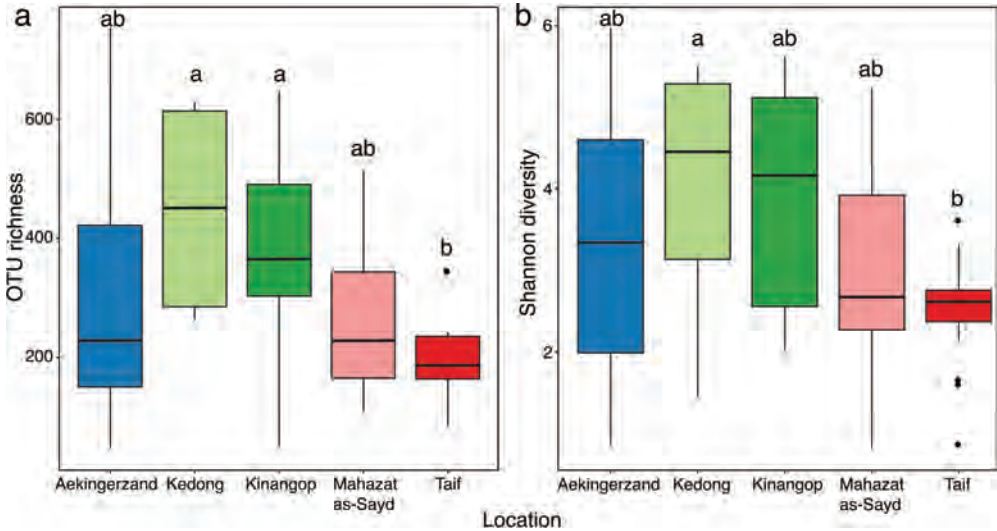 a
ab
a
a
ab
b
OTU richness
600
400
200
Aekingerzand
Kedong
Kinangop
Mahazat
as-Sayd
Taif
b
ab
a
ab
ab
b
Shannon diversity
6
4
2
Aekingerzand
Kedong
Kinangop
Mahazat
as-Sayd
Taif
Location